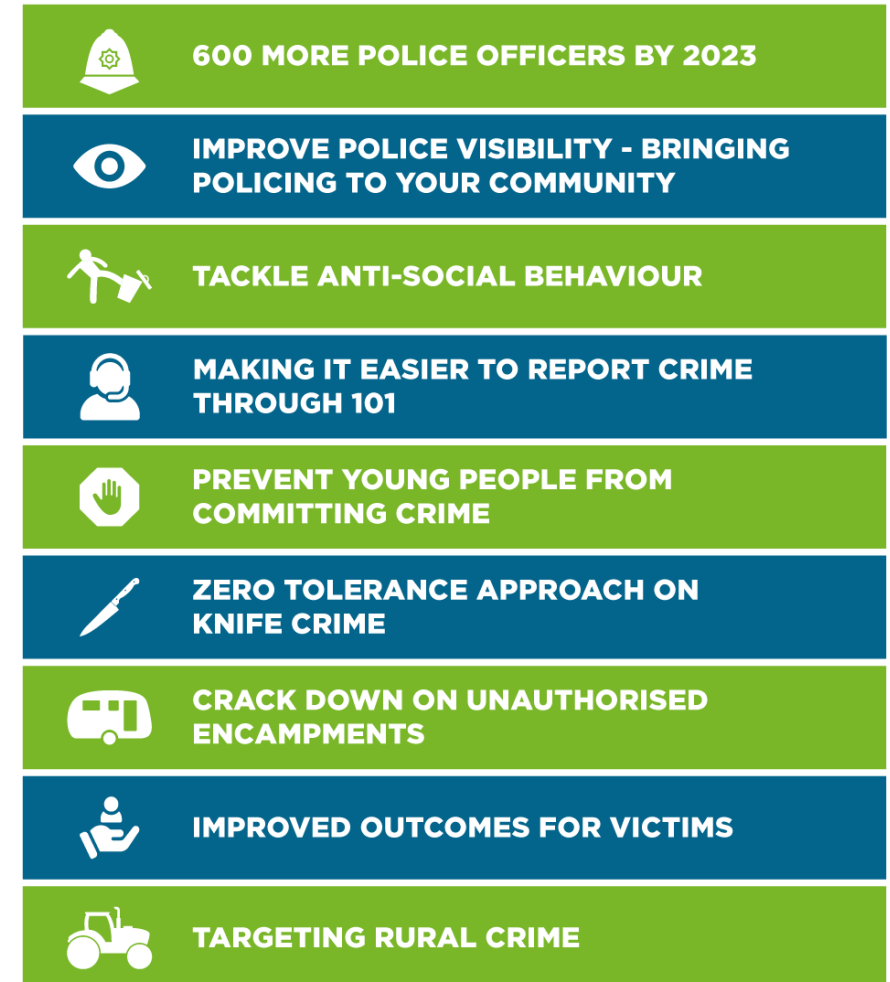 600 MORE POLICE OFFICERS BY 2023
IMPROVE POLICE VISIBILITY - BRINGING
POLICING TO YOUR COMMUNITY
TACKLE ANTI-SOCIAL BEHAVIOUR
MAKING IT EASIER TO REPORT CRIME
THROUGH 101
PREVENT YOUNG PEOPLE FROM
COMMITTING CRIME
ZERO TOLERANCE APPROACH ON
KNIFE CRIME
CRACK DOWN ON UNAUTHORISED
ENCAMPMENTS
IMPROVED OUTCOMES FOR VICTIMS
TARGETING RURAL CRIME